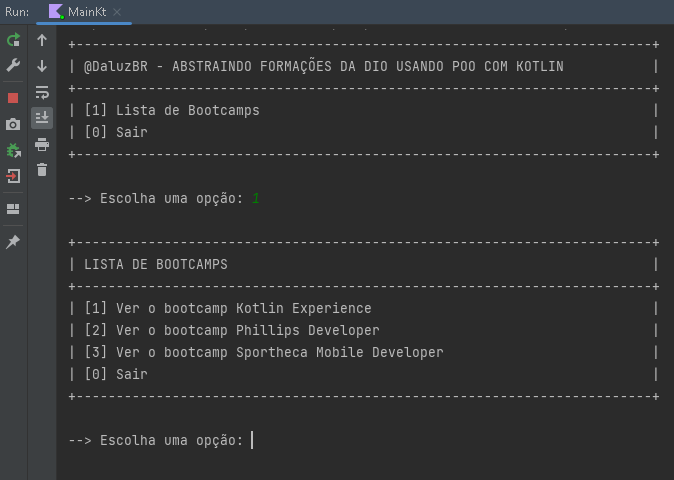 Run: MainKt
+------------------------------------------------------------------------+
| @DaluzBR - ABSTRAINDO FORMAÇÕES DA DIO USANDO POO COM KOTLIN           |
+------------------------------------------------------------------------+
| [1] Lista de Bootcamps                                                 |
| [0] Sair                                                               |
+------------------------------------------------------------------------+
--> Escolha uma opção: 1
+------------------------------------------------------------------------+
| LISTA DE BOOTCAMPS                                                     |
+------------------------------------------------------------------------+
| [1] Ver o bootcamp Kotlin Experience                                   |
| [2] Ver o bootcamp Phillips Developer                                  |
| [3] Ver o bootcamp Sportheca Mobile Developer                          |
| [0] Sair                                                               |
+------------------------------------------------------------------------+
--> Escolha uma opção: